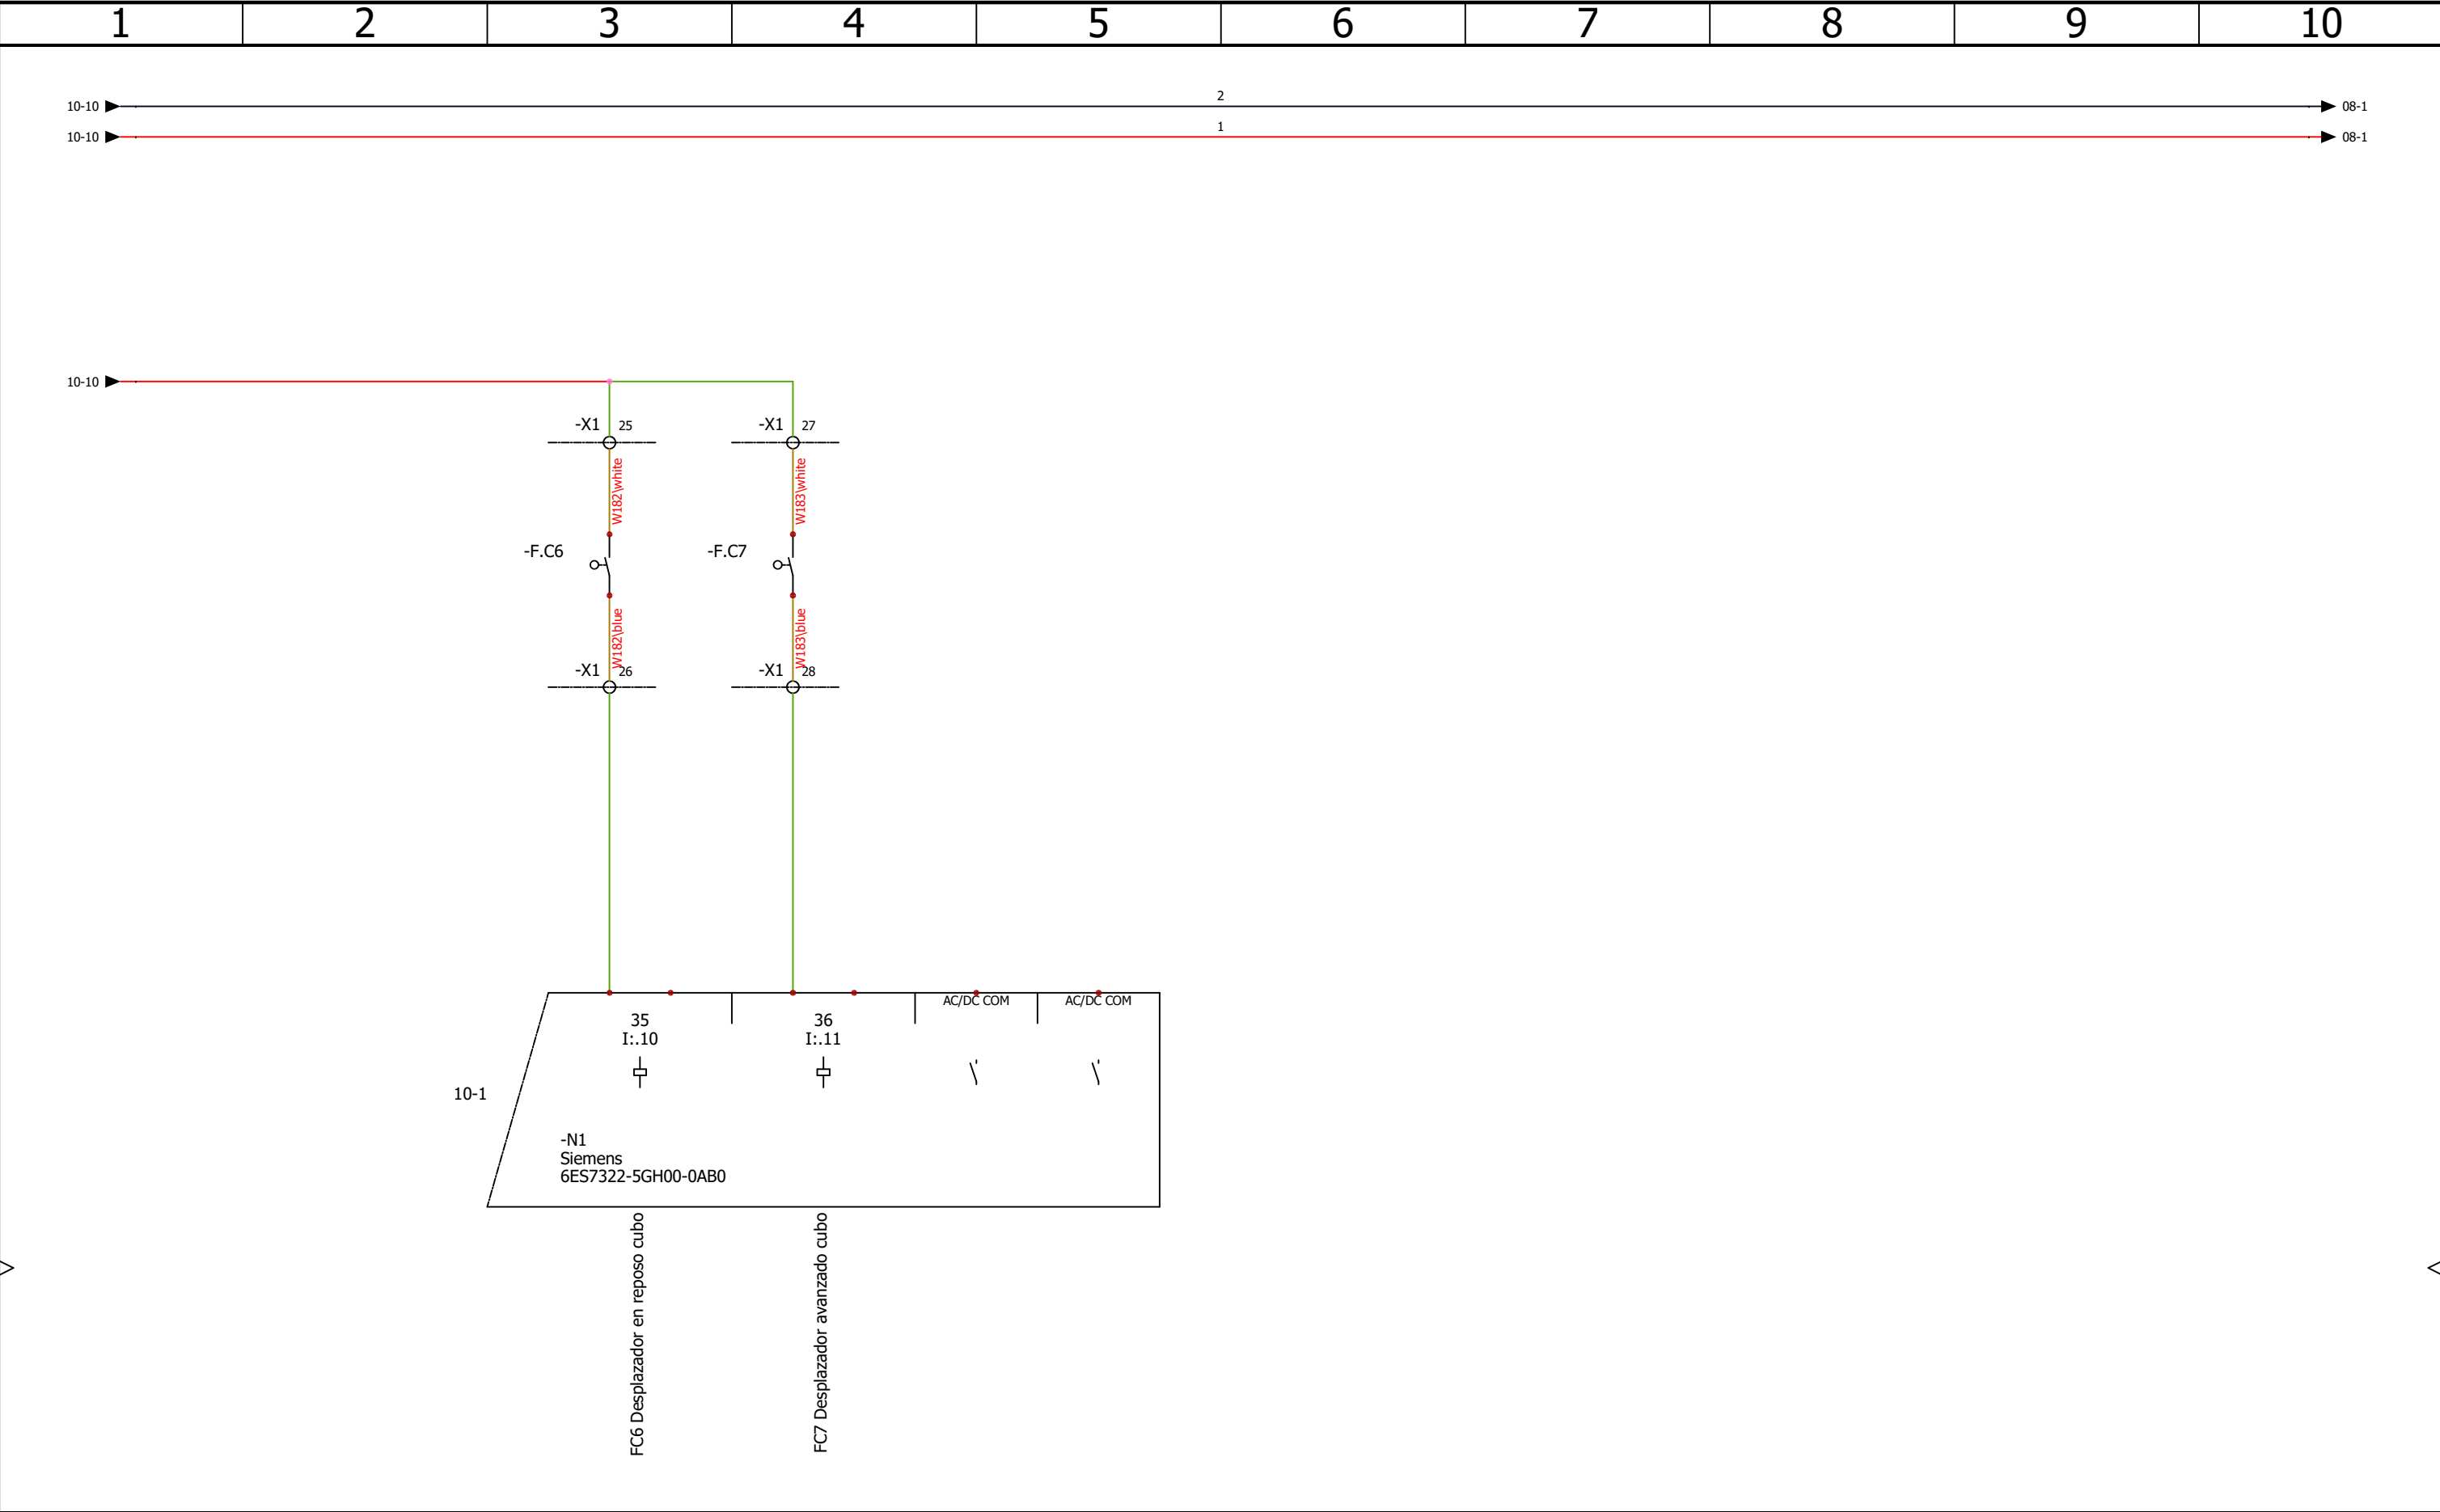 1 2 3 4 5 6 7 8 9 10
10-10 2 08-1
10-10 1 08-1
10-10
-X1 25 -X1 27
W182\white W183\white
-F.C6 -F.C7
W182\blue W183\blue
-X1 26 -X1 28
AC/DC COM AC/DC COM
35 36
I:.10 I:.11
10-1
-N1
Siemens
6ES7322-5GH00-0AB0
FC6 Desplazador en reposo cubo
FC7 Desplazador avanzado cubo